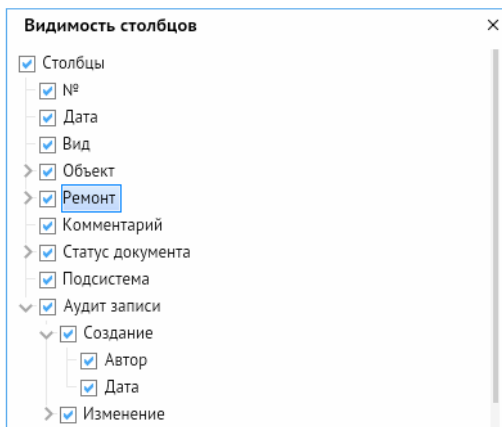 Видимость столбцов
Столбцы
№
Дата
Вид
Объект
Ремонт
Комментарий
Статус документа
Подсистема
Аудит записи
Создание
Автор
Дата
Изменение